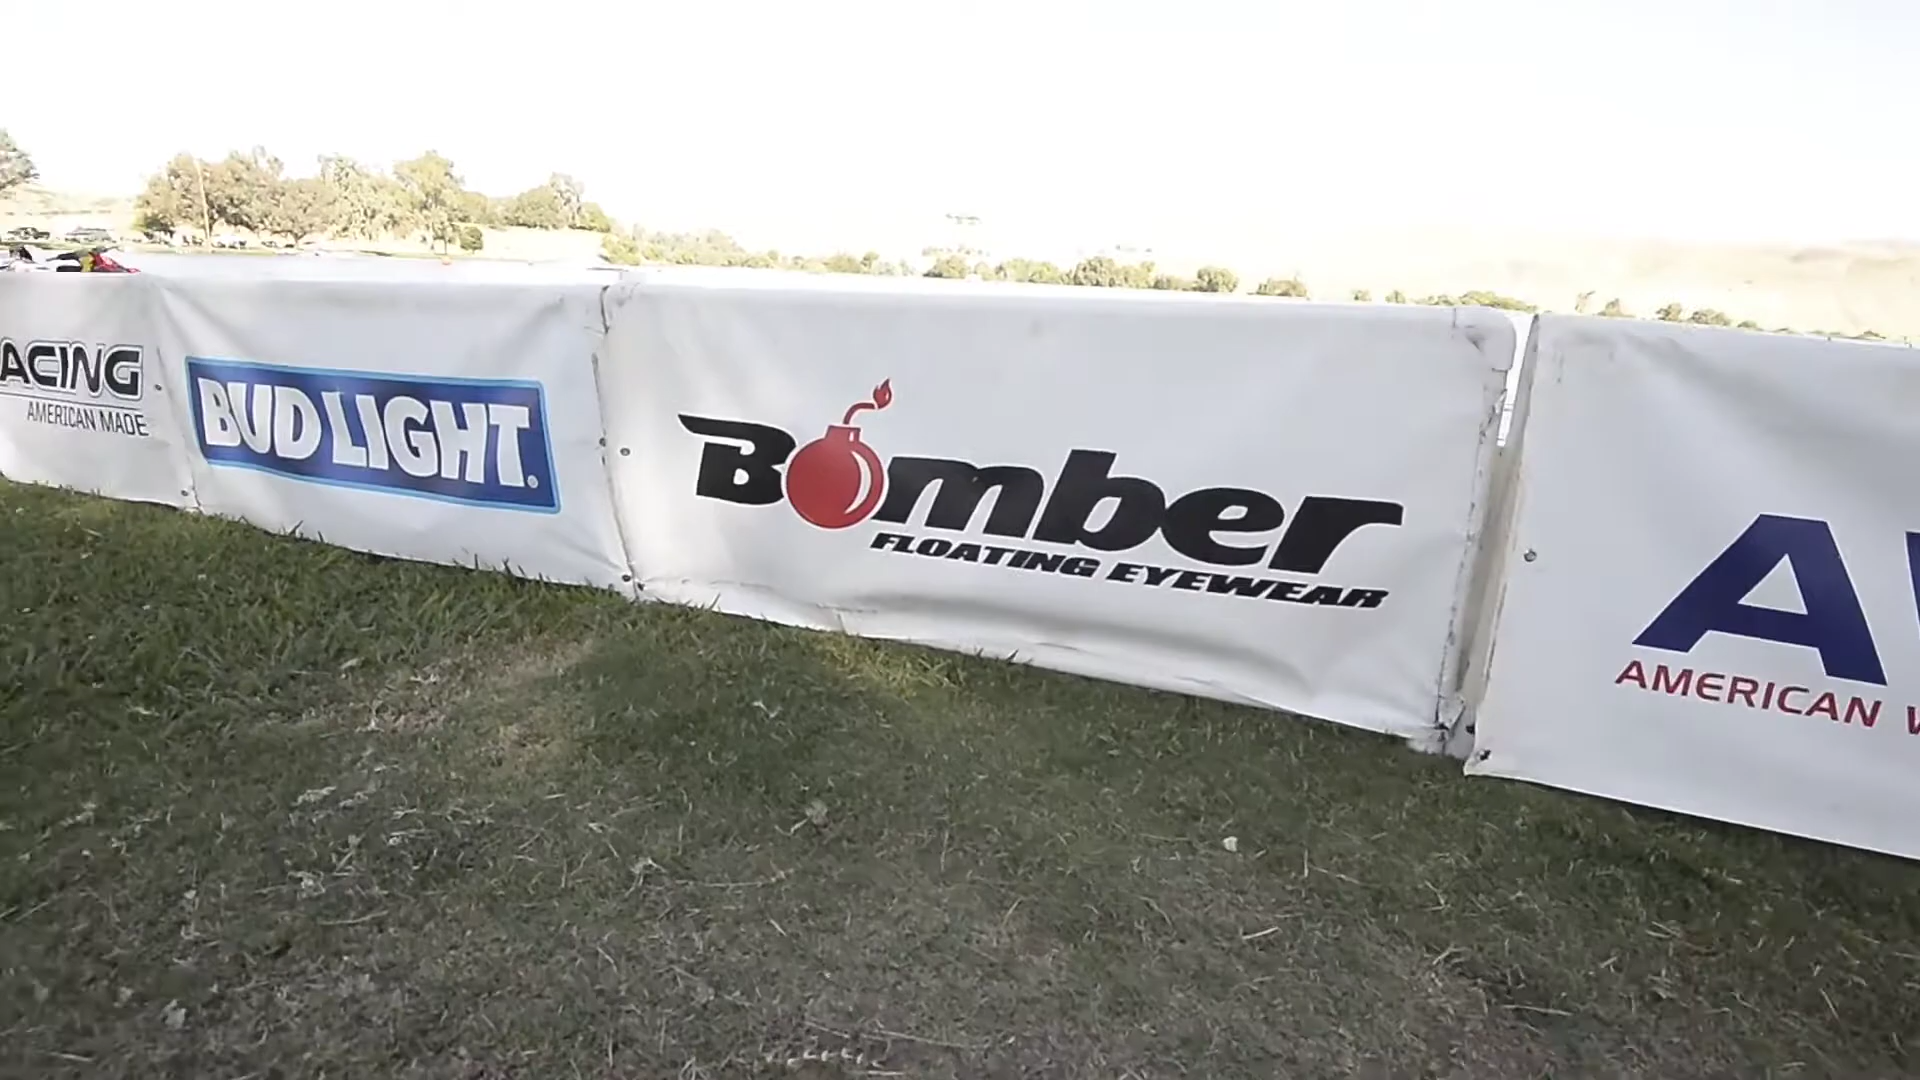 ACING
AMERICAN MADE
BUD LIGHT
Bomber
FLOATING EYEWEAR
A
AMERICAN